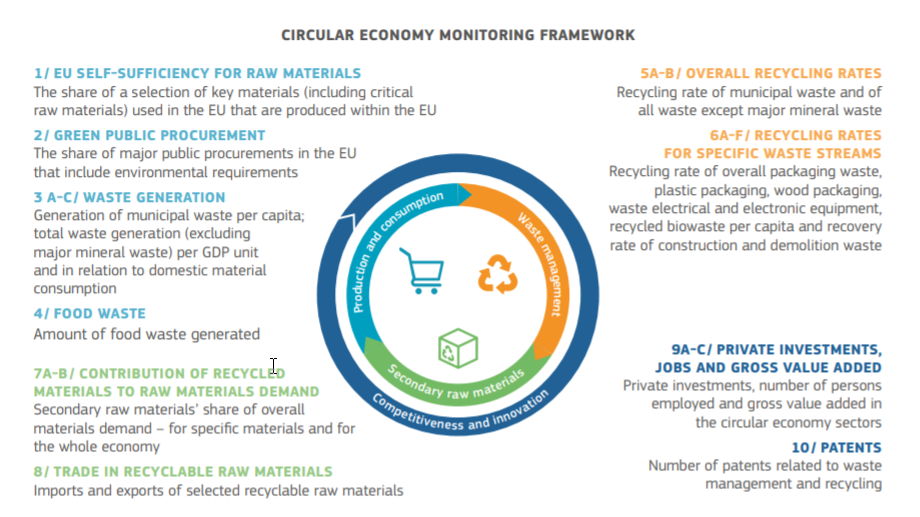 CIRCULAR ECONOMY MONITORING FRAMEWORK
1/ EU SELF-SUFFICIENCY FOR RAW MATERIALS
The share of a selection of key materials (including critical
raw materials) used in the EU that are produced within the EU
2/ GREEN PUBLIC PROCUREMENT
The share of major public procurements in the EU
that include environmental requirements
3 A-C/ WASTE GENERATION
Generation of municipal waste per capita;
total waste generation (excluding
major mineral waste) per GDP unit
and in relation to domestic material
consumption
4/ FOOD WASTE
Amount of food waste generated
7A-B/ CONTRIBUTION OF RECYCLED
MATERIALS TO RAW MATERIALS DEMAND
Secondary raw materials' share of overall
materials demand – for specific materials and for
the whole economy
8/ TRADE IN RECYCLABLE RAW MATERIALS
Imports and exports of selected recyclable raw materials
Production and consumption
Waste management
Secondary raw materials
Competitiveness and innovation
5A-B/ OVERALL RECYCLING RATES
Recycling rate of municipal waste and of
all waste except major mineral waste
6A-F/ RECYCLING RATES
FOR SPECIFIC WASTE STREAMS
Recycling rate of overall packaging waste,
plastic packaging, wood packaging,
waste electrical and electronic equipment,
recycled biowaste per capita and recovery
rate of construction and demolition waste
9A-C/ PRIVATE INVESTMENTS,
JOBS AND GROSS VALUE ADDED
Private investments, number of persons
employed and gross value added in
the circular economy sectors
10/ PATENTS
Number of patents related to waste
management and recycling